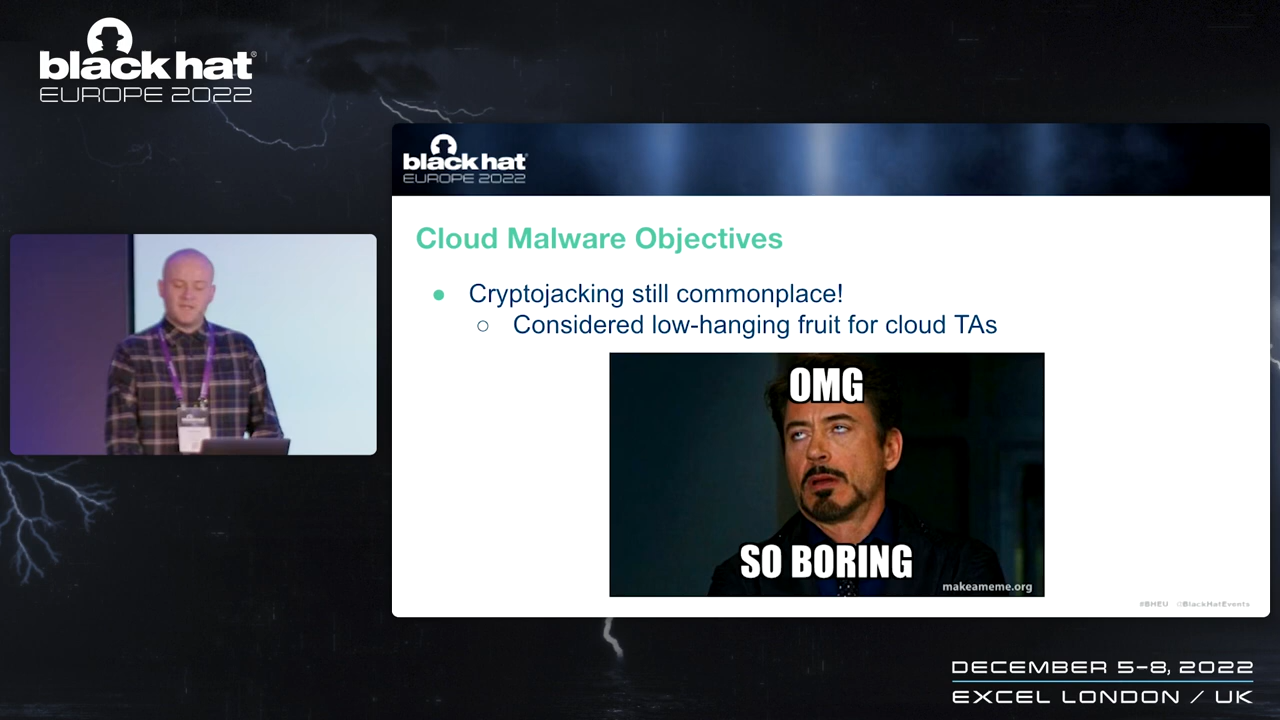 black hat®
EUROPE 2022
black hat
EUROPE 2022
Cloud Malware Objectives
● Cryptojacking still commonplace!
○ Considered low-hanging fruit for cloud TAs
OMG
SO BORING
makeameme.org
#BHEU @BlackHatEvents
DECEMBER 5-8, 2022
EXCEL LONDON / UK